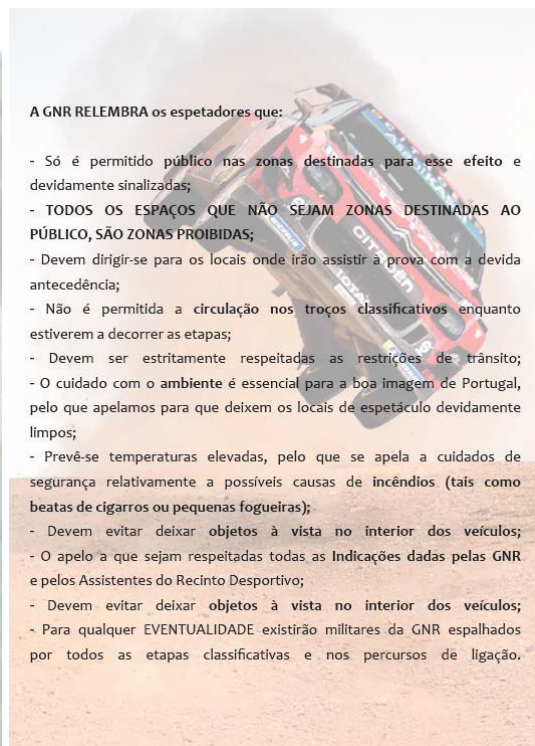 A GNR RELEMBRA os espetadores que:
- Só é permitido público nas zonas destinadas para esse efeito e
devidamente sinalizadas;
- TODOS OS ESPAÇOS QUE NÃO SEJAM ZONAS DESTINADAS AO
PÚBLICO, SÃO ZONAS PROIBIDAS;
- Devem dirigir-se para os locais onde irão assistir à prova com a devida
antecedência;
- Não é permitida a circulação nos troços classificativos enquanto
estiverem a decorrer as etapas;
- Devem ser estritamente respeitadas as restrições de trânsito;
- O cuidado com o ambiente é essencial para a boa imagem de Portugal,
pelo que apelamos para que deixem os locais de espetáculo devidamente
limpos;
- Prevê-se temperaturas elevadas, pelo que se apela a cuidados de
segurança relativamente a possíveis causas de incêndios (tais como
beatas de cigarros ou pequenas fogueiras);
- Devem evitar deixar objetos à vista no interior dos veículos;
- O apelo a que sejam respeitadas todas as Indicações dadas pelas GNR
e pelos Assistentes do Recinto Desportivo;
- Devem evitar deixar objetos à vista no interior dos veículos;
- Para qualquer EVENTUALIDADE existirão militares da GNR espalhados
por todos as etapas classificativas e nos percursos de ligação.
CITROËN
TOTAL